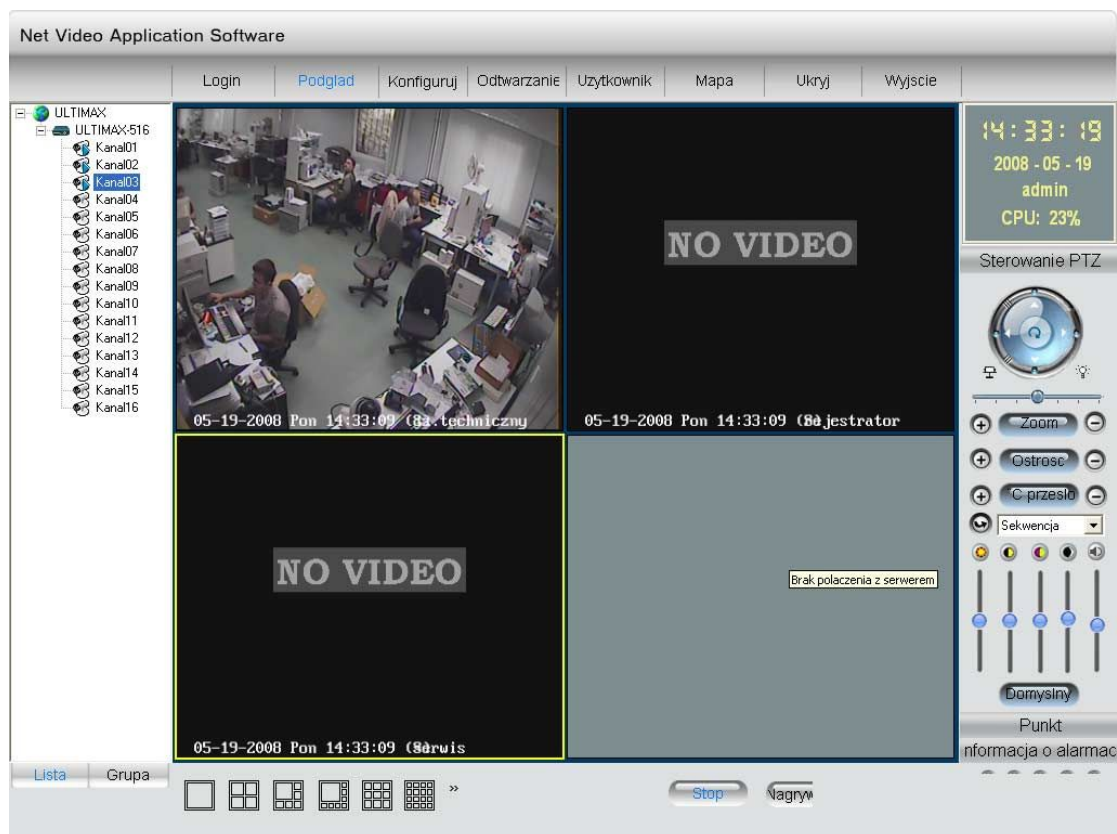 Net Video Application Software
Login Podglad Konfiguruj Odtwarzanie Uzytkownik Mapa Ukryj Wyjscie
ULTIMAX
ULTIMAX-516
Kanal01
Kanal02
Kanal03
Kanal04
Kanal05
Kanal06
Kanal07
Kanal08
Kanal09
Kanal10
Kanal11
Kanal12
Kanal13
Kanal14
Kanal15
Kanal16
Lista Grupa
05-19-2008 Pon 14:33:09 techniczny
NO VIDEO
05-19-2008 Pon 14:33:09 jestrator
NO VIDEO
05-19-2008 Pon 14:33:09
Brak polaczenia z serwerem
14:33:19
2008-05-19
admin
CPU: 23%
Sterowanie PTZ
Zoom
Ostrosc
C przeslo
Sekwencja
Domyslny
Punkt
nformacja o alarmac
»
Stop Nagryw